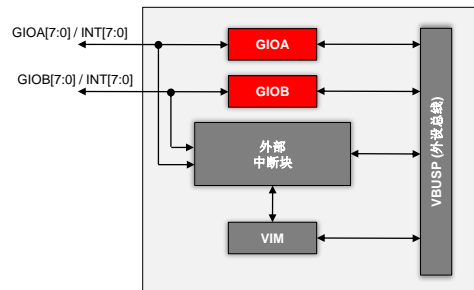 GIOA[7:0] / INT[7:0]
GIOA
GIOB[7:0] / INT[7:0]
GIOB
外部
中断块
VIM
VBUSP (外设总线)